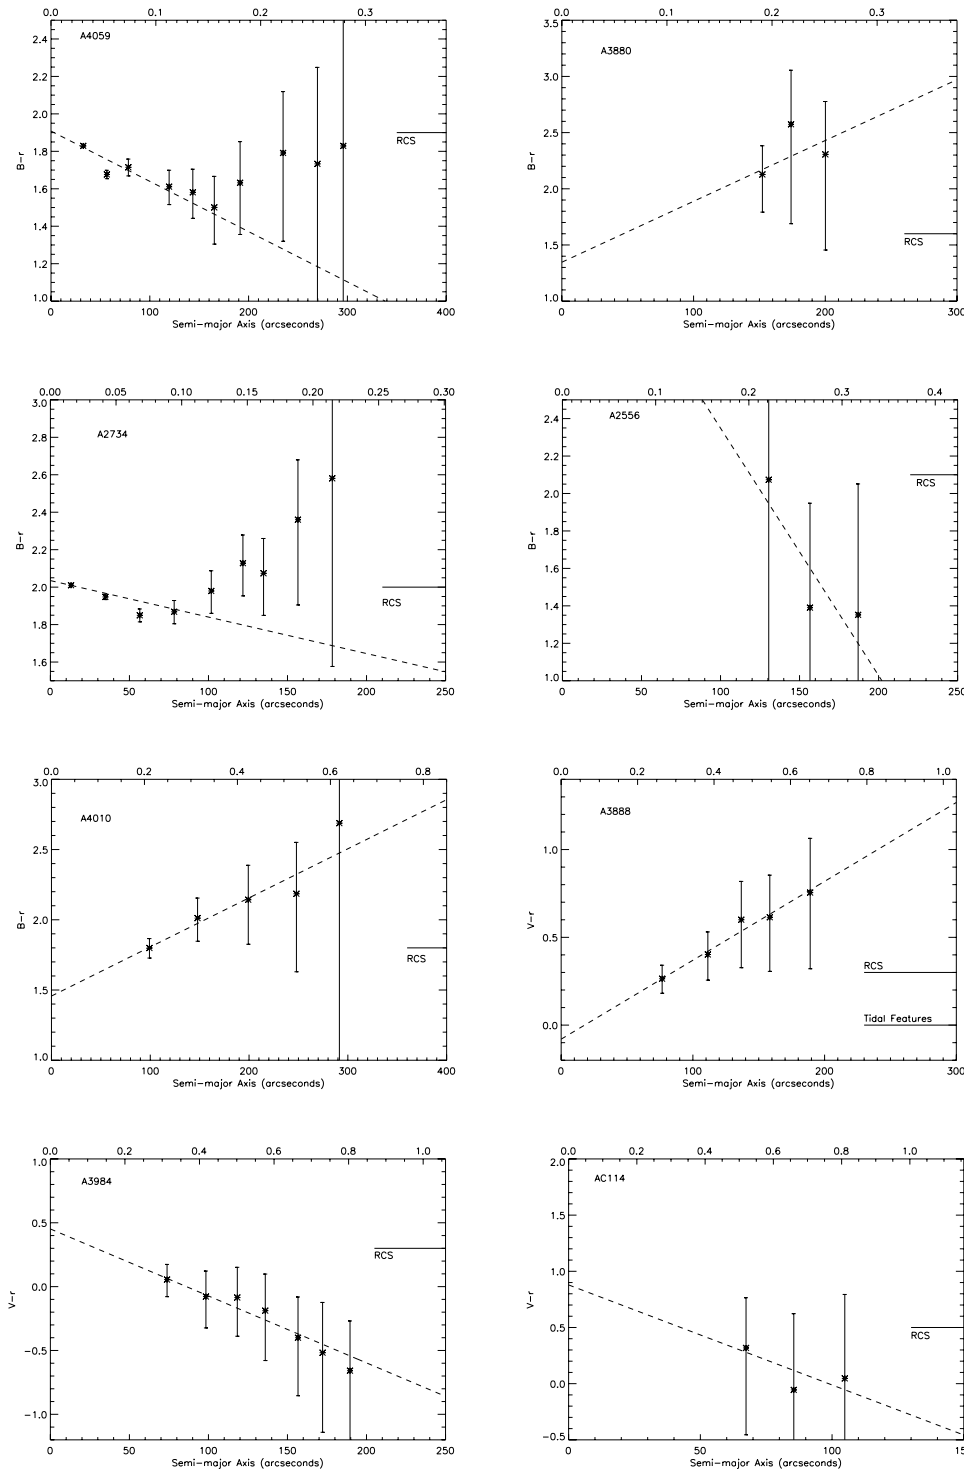 0.0 0.1 0.2 0.3
A4059
2.4
2.2
2.0
1.8
1.6
1.4
1.2
1.0
B-r
RCS
0 100 200 300 400
Semi-major Axis (arcseconds)
0.0 0.1 0.2 0.3
A3880
3.5
3.0
2.5
2.0
1.5
1.0
B-r
RCS
0 100 200 300
Semi-major Axis (arcseconds)
0.00 0.05 0.10 0.15 0.20 0.25 0.30
A2734
3.0
2.8
2.6
2.4
2.2
2.0
1.8
1.6
B-r
RCS
0 50 100 150 200 250
Semi-major Axis (arcseconds)
0.0 0.1 0.2 0.3 0.4
A2556
2.4
2.2
2.0
1.8
1.6
1.4
1.2
1.0
B-r
RCS
0 50 100 150 200 250
Semi-major Axis (arcseconds)
0.0 0.2 0.4 0.6 0.8
A4010
3.0
2.5
2.0
1.5
1.0
B-r
RCS
0 100 200 300 400
Semi-major Axis (arcseconds)
0.0 0.2 0.4 0.6 0.8 1.0
A3888
1.0
0.5
0.0
V-r
RCS
Tidal Features
0 100 200 300
Semi-major Axis (arcseconds)
0.0 0.2 0.4 0.6 0.8 1.0
A3984
1.0
0.5
0.0
-0.5
-1.0
V-r
RCS
0 50 100 150 200 250
Semi-major Axis (arcseconds)
0.0 0.2 0.4 0.6 0.8 1.0
AC114
2.0
1.5
1.0
0.5
0.0
-0.5
V-r
RCS
0 50 100
Semi-major Axis (arcseconds)